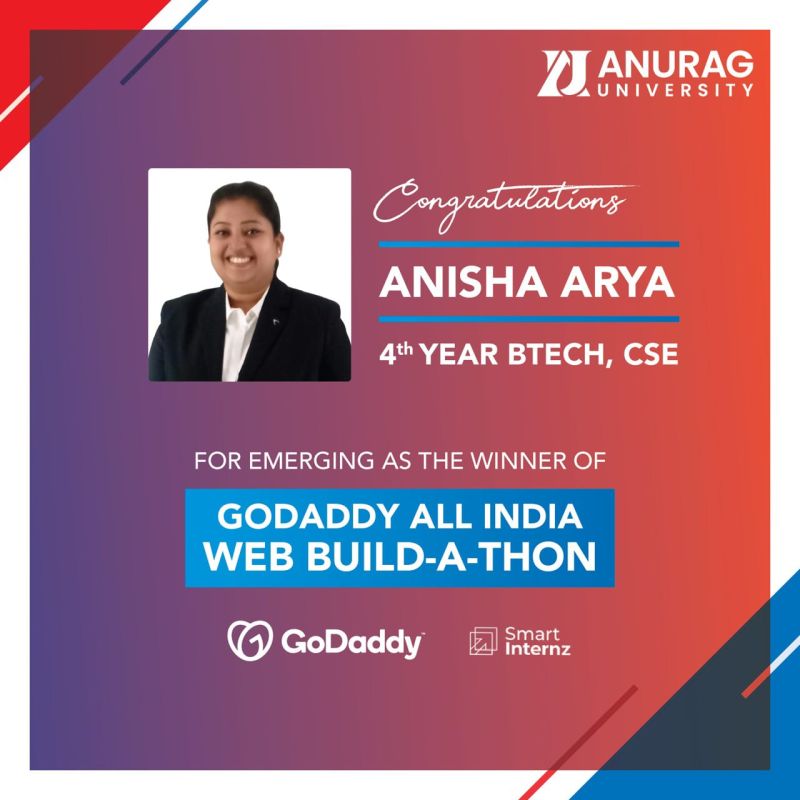 ANURAG
UNIVERSITY
Congratulations
ANISHA ARYA
4th YEAR BTECH, CSE
FOR EMERGING AS THE WINNER OF
GODADDY ALL INDIA
WEB BUILD-A-THON
GoDaddy™
Smart
Internz